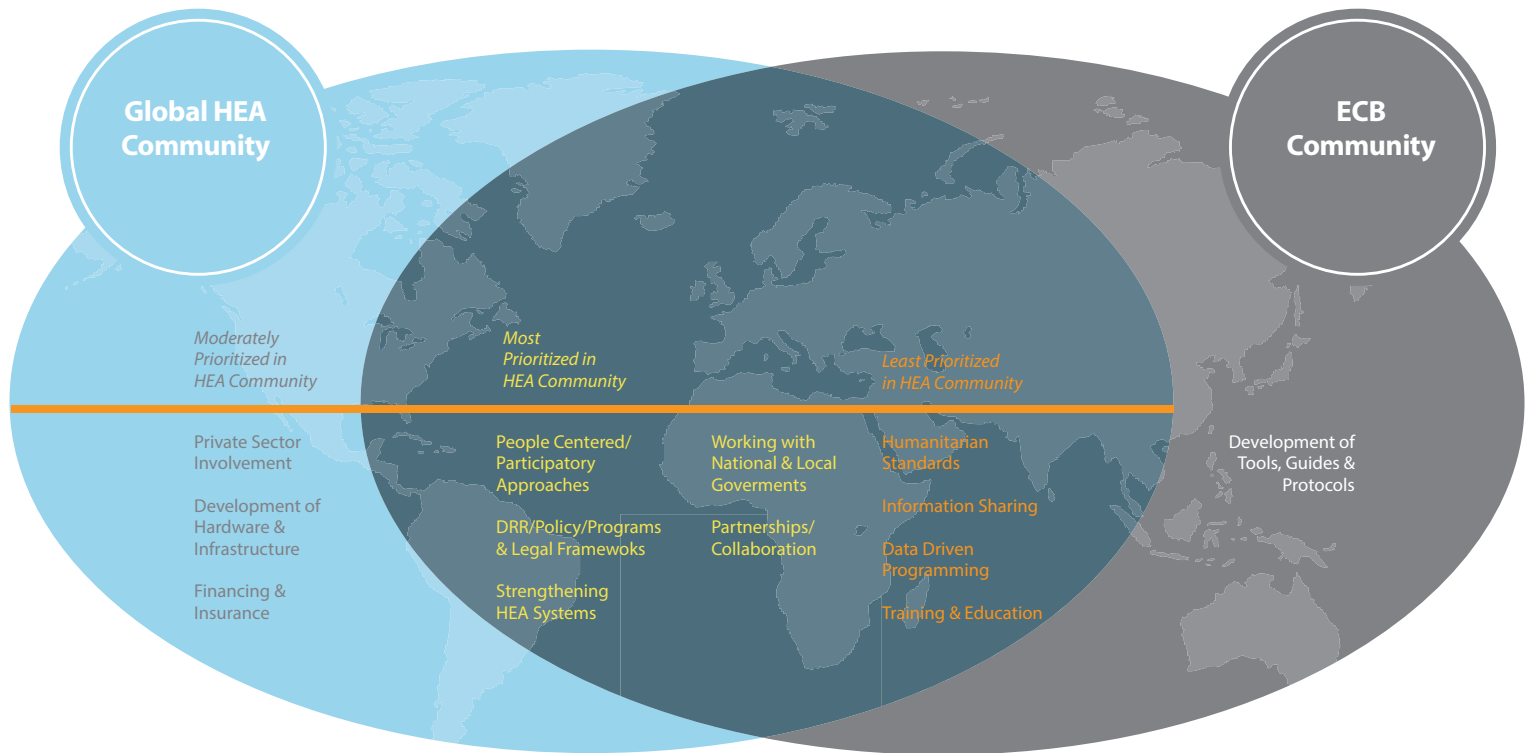 Global HEA
Community
ECB
Community
Moderately
Prioritized in
HEA Community
Most
Prioritized in
HEA Community
Least Prioritized
in HEA Community
Private Sector
Involvement
Development of
Hardware &
Infrastructure
Financing &
Insurance
People Centered/
Participatory
Approaches
DRR/Policy/Programs
& Legal Framewoks
Strengthening
HEA Systems
Working with
National & Local
Goverments
Partnerships/
Collaboration
Humanitarian
Standards
Information Sharing
Data Driven
Programming
Training & Education
Development of
Tools, Guides &
Protocols